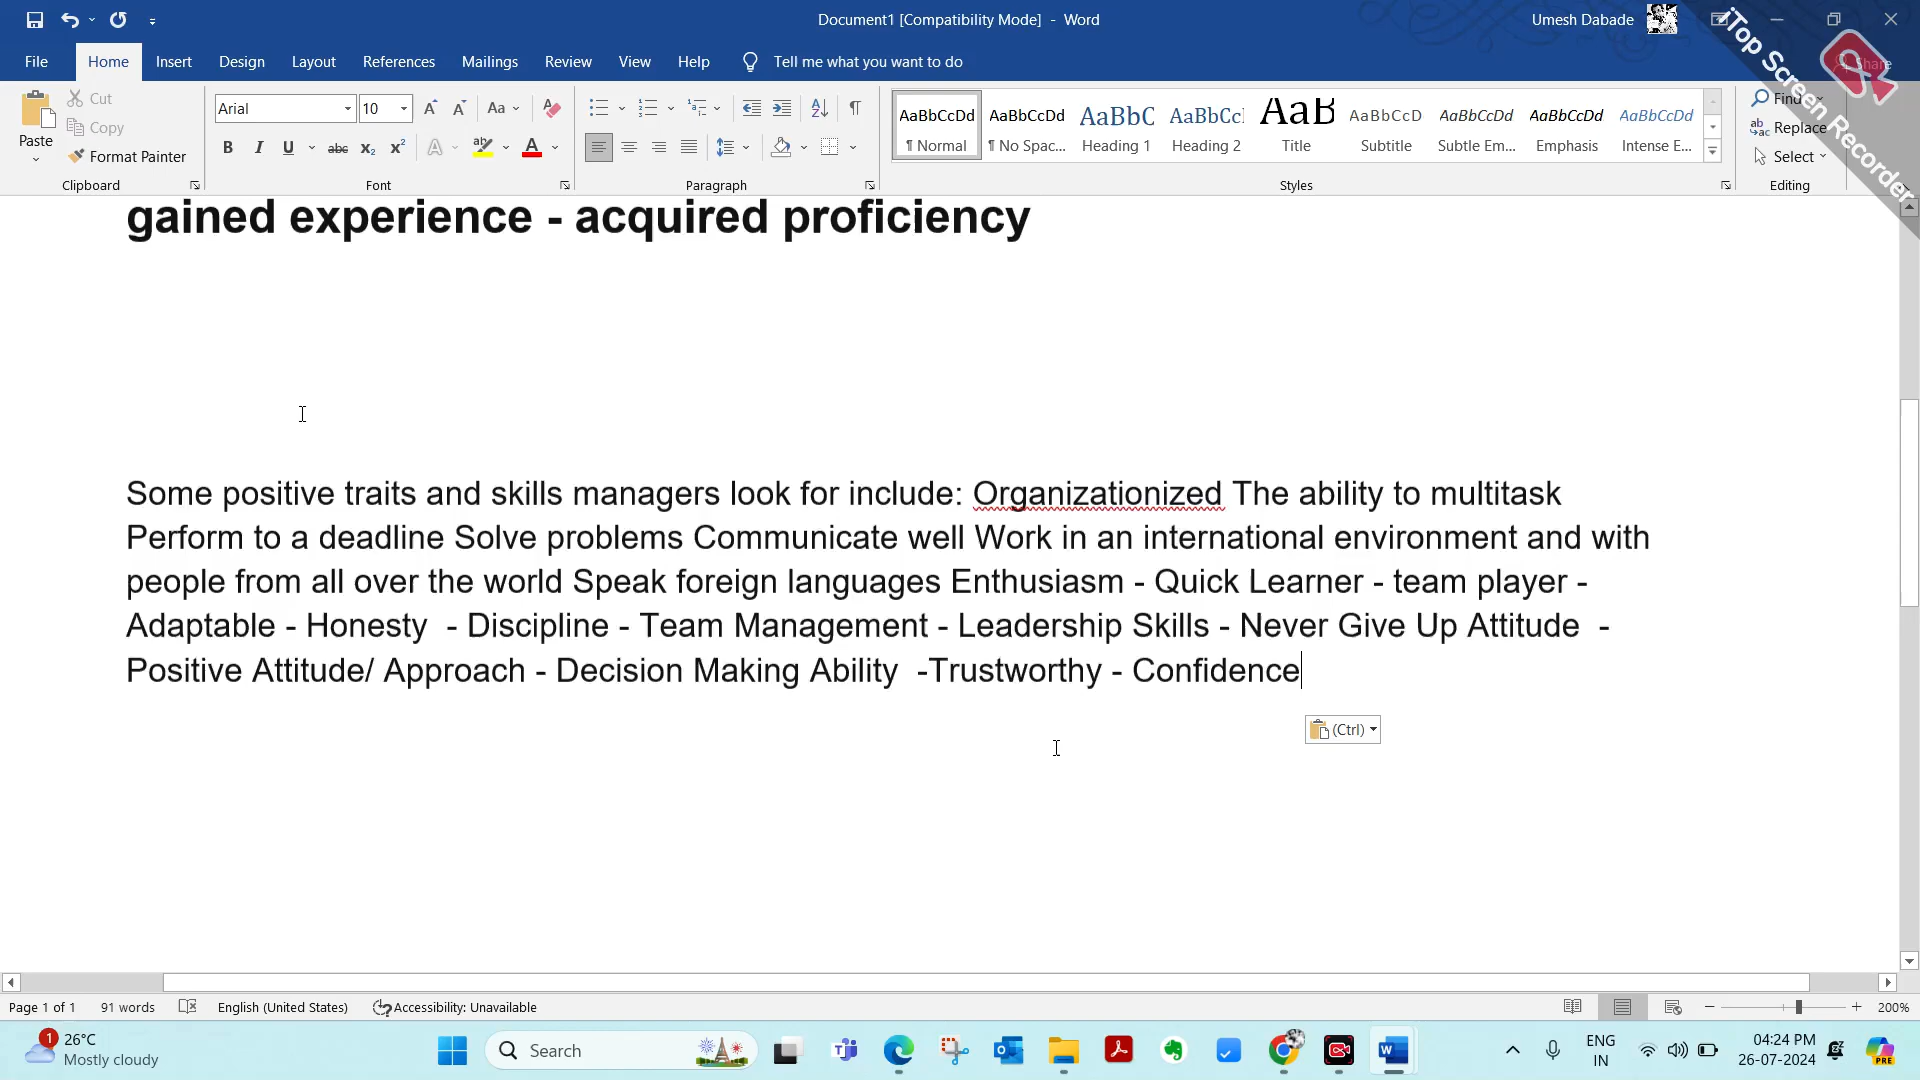 Document1 [Compatibility Mode] - Word
Umesh Dabade
File Home Insert Design Layout References Mailings Review View Help Tell me what you want to do
Share
iTop Screen Recorder
Paste
Cut
Copy
Format Painter
Clipboard
Arial 10
Aa
Font
Paragraph
AaBbCcDd AaBbCcDd AaBbC AaBbCc AaB AaBbCcD AaBbCcDd AaBbCcDd AaBbCcDd
¶ Normal ¶ No Spac... Heading 1 Heading 2 Title Subtitle Subtle Em... Emphasis Intense E...
Styles
Find
Replace
Select
Editing
gained experience - acquired proficiency
Some positive traits and skills managers look for include: Organizationized The ability to multitask
Perform to a deadline Solve problems Communicate well Work in an international environment and with
people from all over the world Speak foreign languages Enthusiasm - Quick Learner - team player -
Adaptable - Honesty  - Discipline - Team Management - Leadership Skills - Never Give Up Attitude  -
Positive Attitude/ Approach - Decision Making Ability  -Trustworthy - Confidence
(Ctrl)
Page 1 of 1 91 words English (United States) Accessibility: Unavailable 200%
1 26°C
Mostly cloudy
Search
ENG
IN
04:24 PM
26-07-2024
PRE